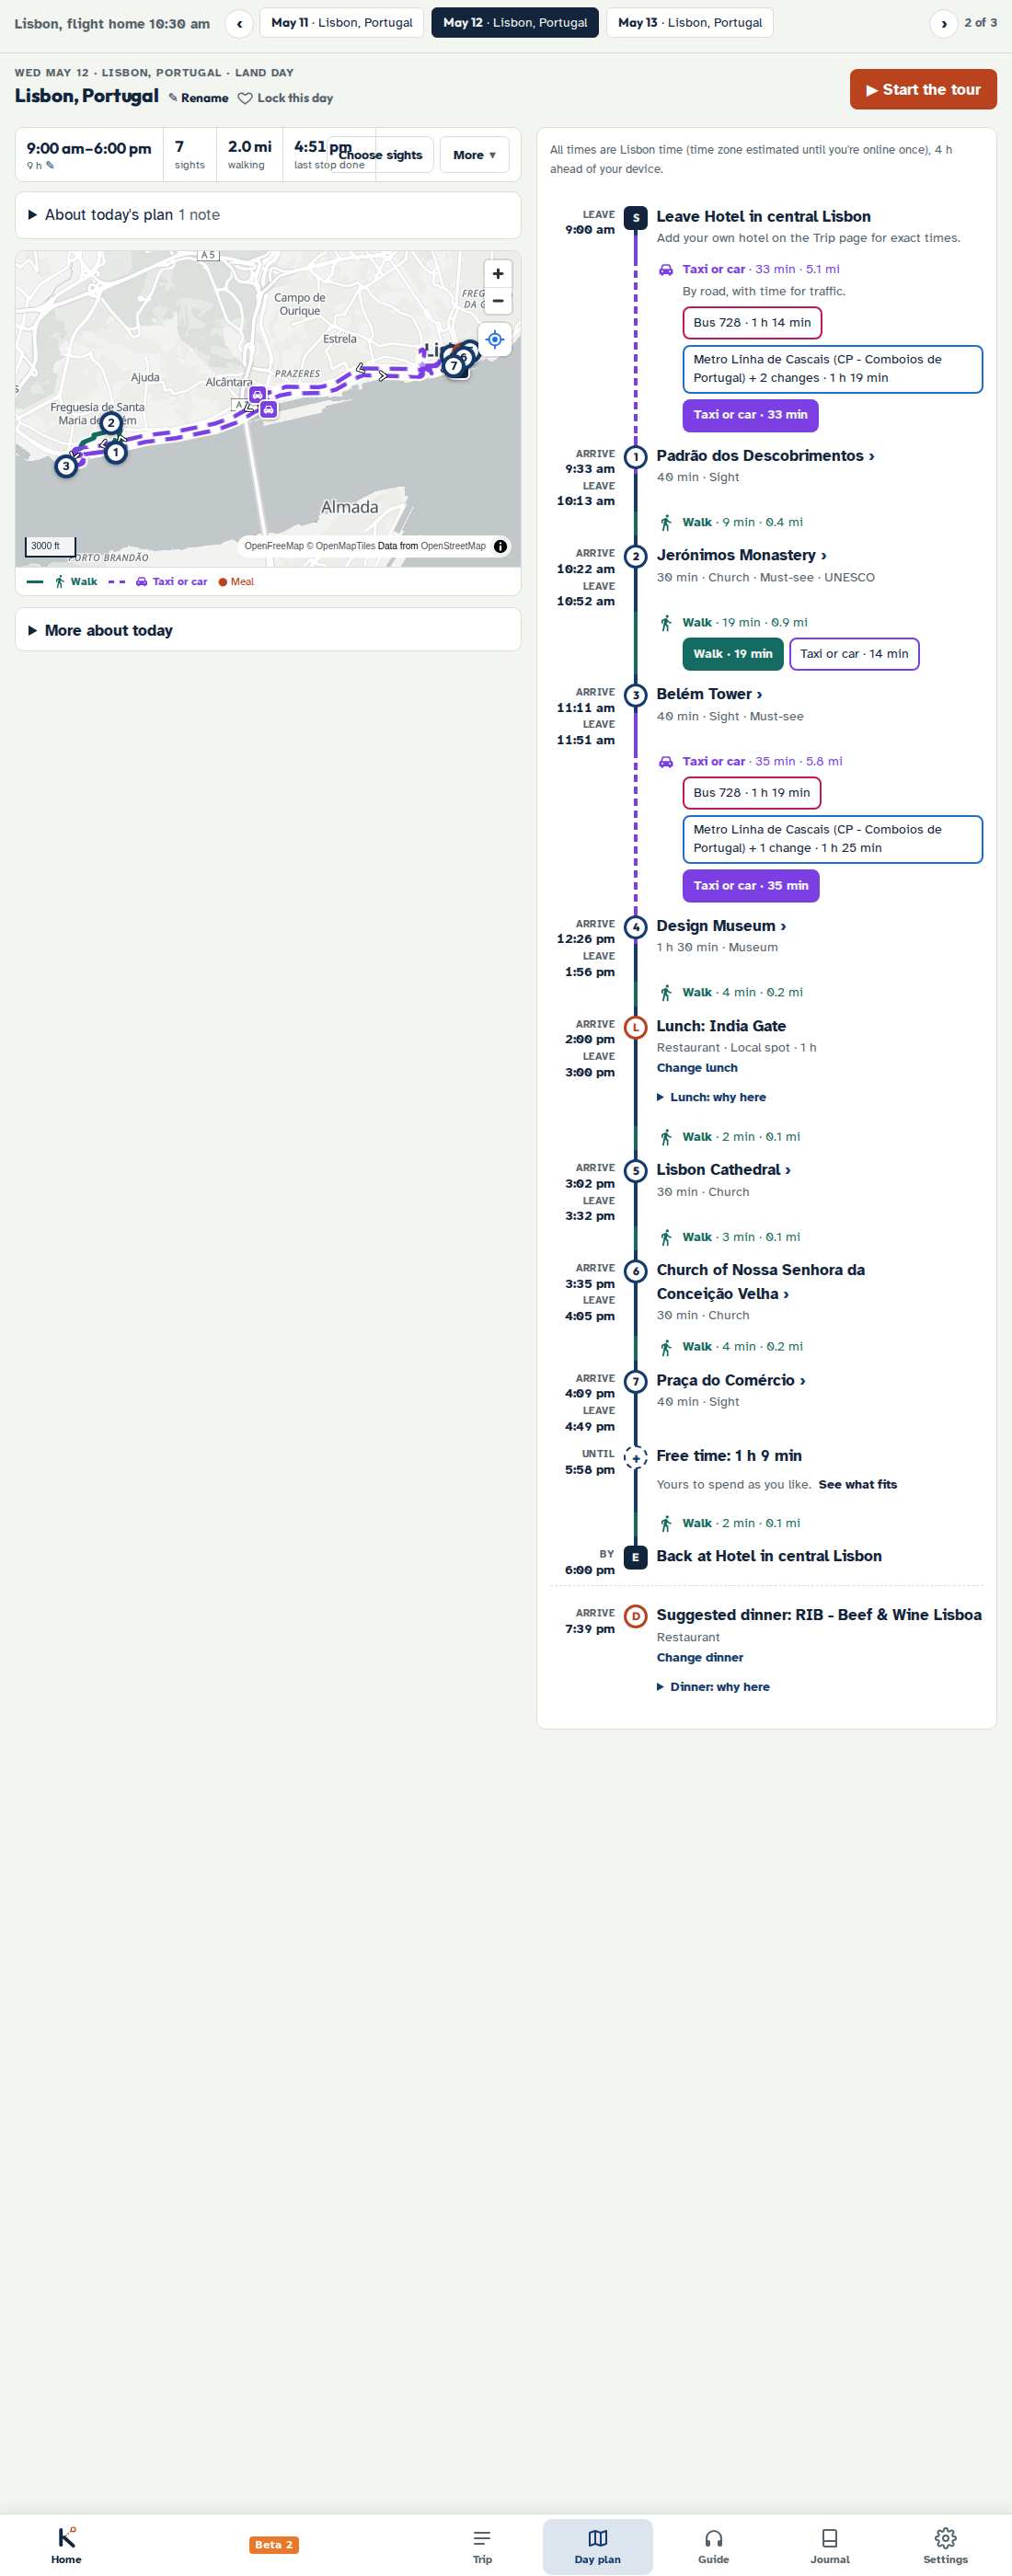 Lisbon, flight home 10:30 am
‹
May 11 · Lisbon, Portugal
May 12 · Lisbon, Portugal
May 13 · Lisbon, Portugal
›
2 of 3
WED MAY 12 · LISBON, PORTUGAL · LAND DAY
Lisbon, Portugal
✎ Rename
Lock this day
▶ Start the tour
9:00 am–6:00 pm
9 h ✎
7
sights
2.0 mi
walking
4:51 pm
last stop done
Choose sights
More ▾
▶ About today's plan 1 note
A 5
Campo de
Ourique
Estrela
Ajuda
Alcântara
PRAZERES
Freguesia de Santa
2
1
3
6
7
Almada
3000 ft
PORTO BRANDÃO
OpenFreeMap © OpenMapTiles Data from OpenStreetMap
+
−
Walk
Taxi or car
Meal
▶ More about today
All times are Lisbon time (time zone estimated until you're online once), 4 h
ahead of your device.
LEAVE
9:00 am
S
Leave Hotel in central Lisbon
Add your own hotel on the Trip page for exact times.
Taxi or car · 33 min · 5.1 mi
By road, with time for traffic.
Bus 728 · 1 h 14 min
Metro Linha de Cascais (CP - Comboios de
Portugal) + 2 changes · 1 h 19 min
Taxi or car · 33 min
ARRIVE
9:33 am
LEAVE
10:13 am
1
Padrão dos Descobrimentos ›
40 min · Sight
Walk · 9 min · 0.4 mi
ARRIVE
10:22 am
LEAVE
10:52 am
2
Jerónimos Monastery ›
30 min · Church · Must-see · UNESCO
Walk · 19 min · 0.9 mi
Walk · 19 min
Taxi or car · 14 min
ARRIVE
11:11 am
LEAVE
11:51 am
3
Belém Tower ›
40 min · Sight · Must-see
Taxi or car · 35 min · 5.8 mi
Bus 728 · 1 h 19 min
Metro Linha de Cascais (CP - Comboios de
Portugal) + 1 change · 1 h 25 min
Taxi or car · 35 min
ARRIVE
12:26 pm
LEAVE
1:56 pm
4
Design Museum ›
1 h 30 min · Museum
Walk · 4 min · 0.2 mi
ARRIVE
2:00 pm
LEAVE
3:00 pm
L
Lunch: India Gate
Restaurant · Local spot · 1 h
Change lunch
▶ Lunch: why here
Walk · 2 min · 0.1 mi
ARRIVE
3:02 pm
LEAVE
3:32 pm
5
Lisbon Cathedral ›
30 min · Church
Walk · 3 min · 0.1 mi
ARRIVE
3:35 pm
LEAVE
4:05 pm
6
Church of Nossa Senhora da
Conceição Velha ›
30 min · Church
Walk · 4 min · 0.2 mi
ARRIVE
4:09 pm
LEAVE
4:49 pm
7
Praça do Comércio ›
40 min · Sight
UNTIL
5:58 pm
+
Free time: 1 h 9 min
Yours to spend as you like. See what fits
Walk · 2 min · 0.1 mi
BY
6:00 pm
E
Back at Hotel in central Lisbon
ARRIVE
7:39 pm
D
Suggested dinner: RIB - Beef & Wine Lisboa
Restaurant
Change dinner
▶ Dinner: why here
Home
Beta 2
Trip
Day plan
Guide
Journal
Settings